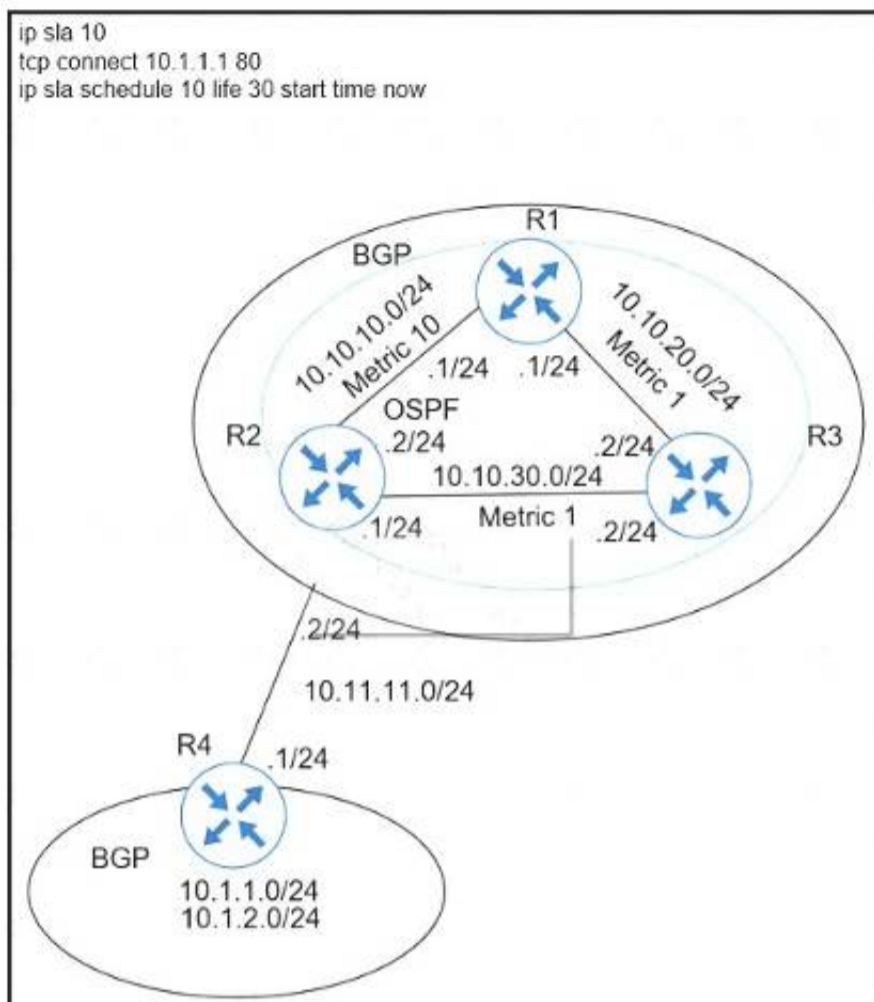 ip sla 10
tcp connect 10.1.1.1 80
ip sla schedule 10 life 30 start time now
R1
BGP
10.10.10.0/24
Metric 10
10.10.20.0/24
Metric 1
.1/24
.1/24
OSPF
R2
.2/24
.2/24
R3
10.10.30.0/24
.1/24
Metric 1
.2/24
.2/24
10.11.11.0/24
R4
.1/24
BGP
10.1.1.0/24
10.1.2.0/24